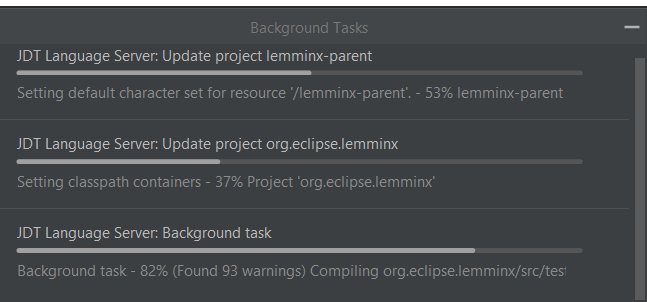 Background Tasks
JDT Language Server: Update project lemminx-parent
Setting default character set for resource '/lemminx-parent'. - 53% lemminx-parent
JDT Language Server: Update project org.eclipse.lemminx
Setting classpath containers - 37% Project 'org.eclipse.lemminx'
JDT Language Server: Background task
Background task - 82% (Found 93 warnings) Compiling org.eclipse.lemminx/src/test